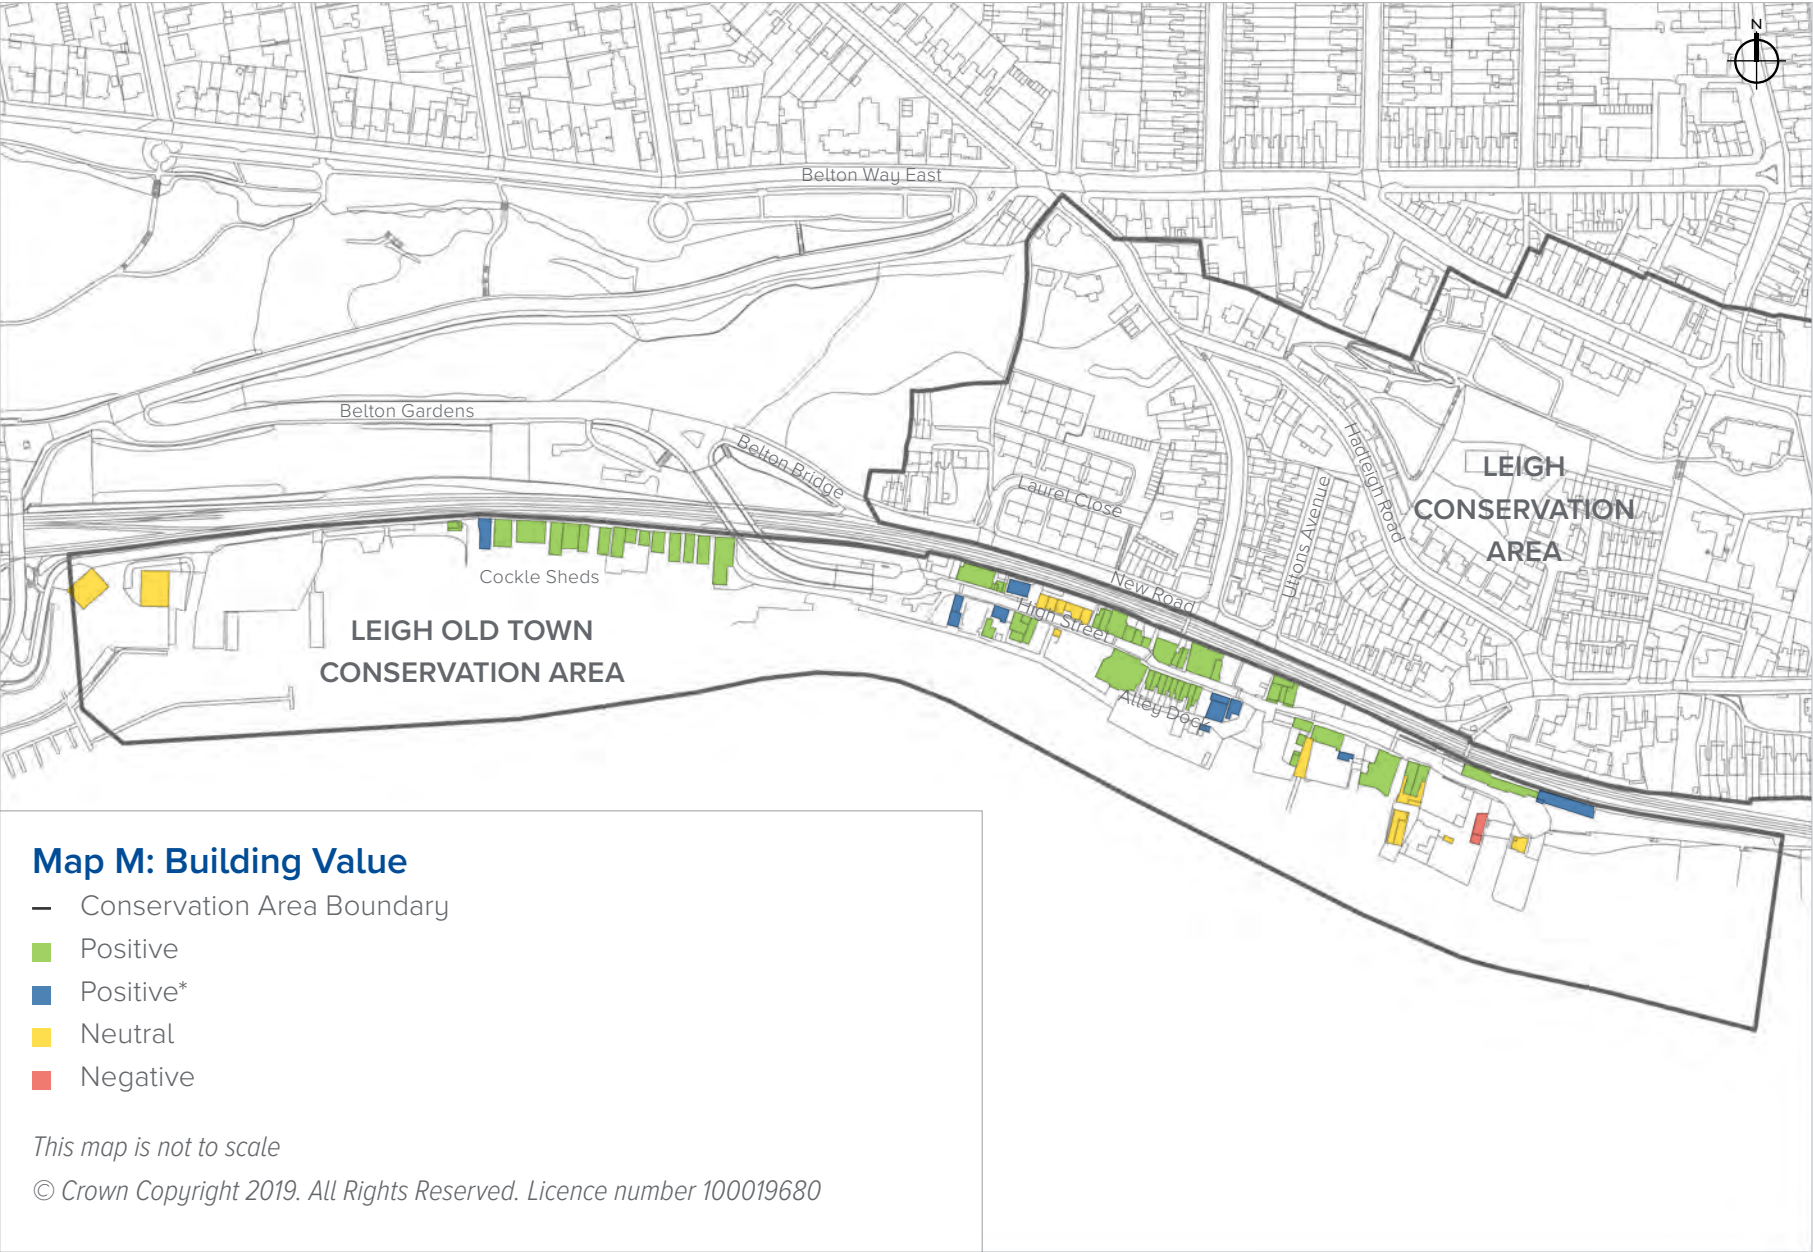 N
Belton Way East
Belton Gardens
Belton Bridge
Laurel Close
Hadleigh Road
Uttons Avenue
LEIGH
CONSERVATION
AREA
New Road
High Street
Cockle Sheds
LEIGH OLD TOWN
CONSERVATION AREA
Alley Dock
Map M: Building Value
Conservation Area Boundary
Positive
Positive*
Neutral
Negative
This map is not to scale
© Crown Copyright 2019. All Rights Reserved. Licence number 100019680